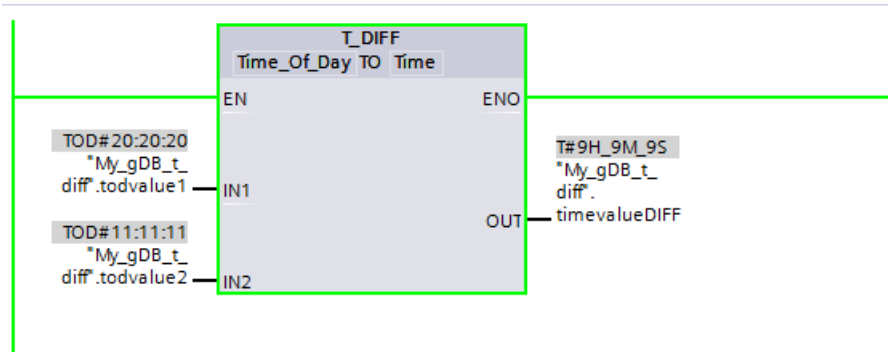 T_DIFF
Time_Of_Day TO Time
EN
ENO
TOD#20:20:20
"My_gDB_t_
diff".todvalue1
IN1
T#9H_9M_9S
"My_gDB_t_
diff".
timevalueDIFF
OUT
TOD#11:11:11
"My_gDB_t_
diff".todvalue2
IN2